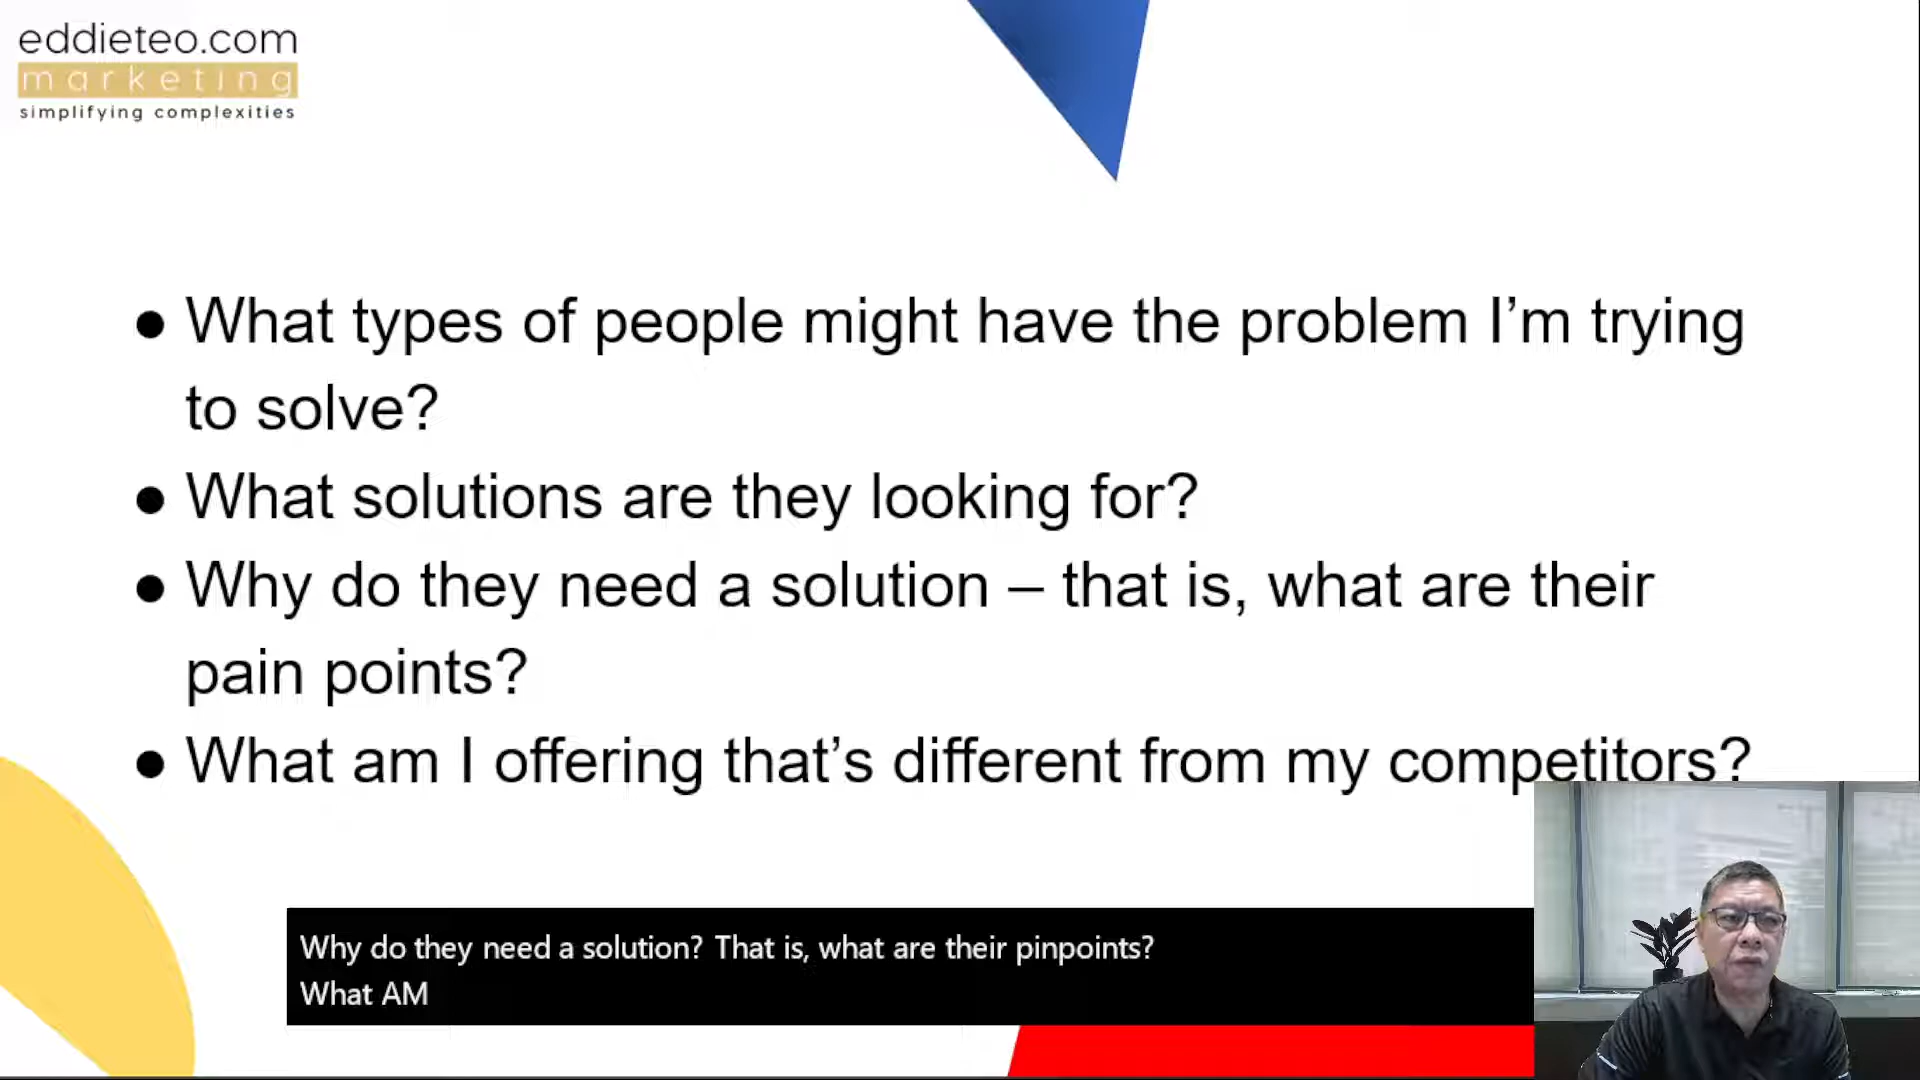 eddieteo.com
marketing
simplifying complexities
● What types of people might have the problem I’m trying
to solve?
● What solutions are they looking for?
● Why do they need a solution – that is, what are their
pain points?
● What am I offering that’s different from my competitors?
Why do they need a solution? That is, what are their pinpoints?
What AM